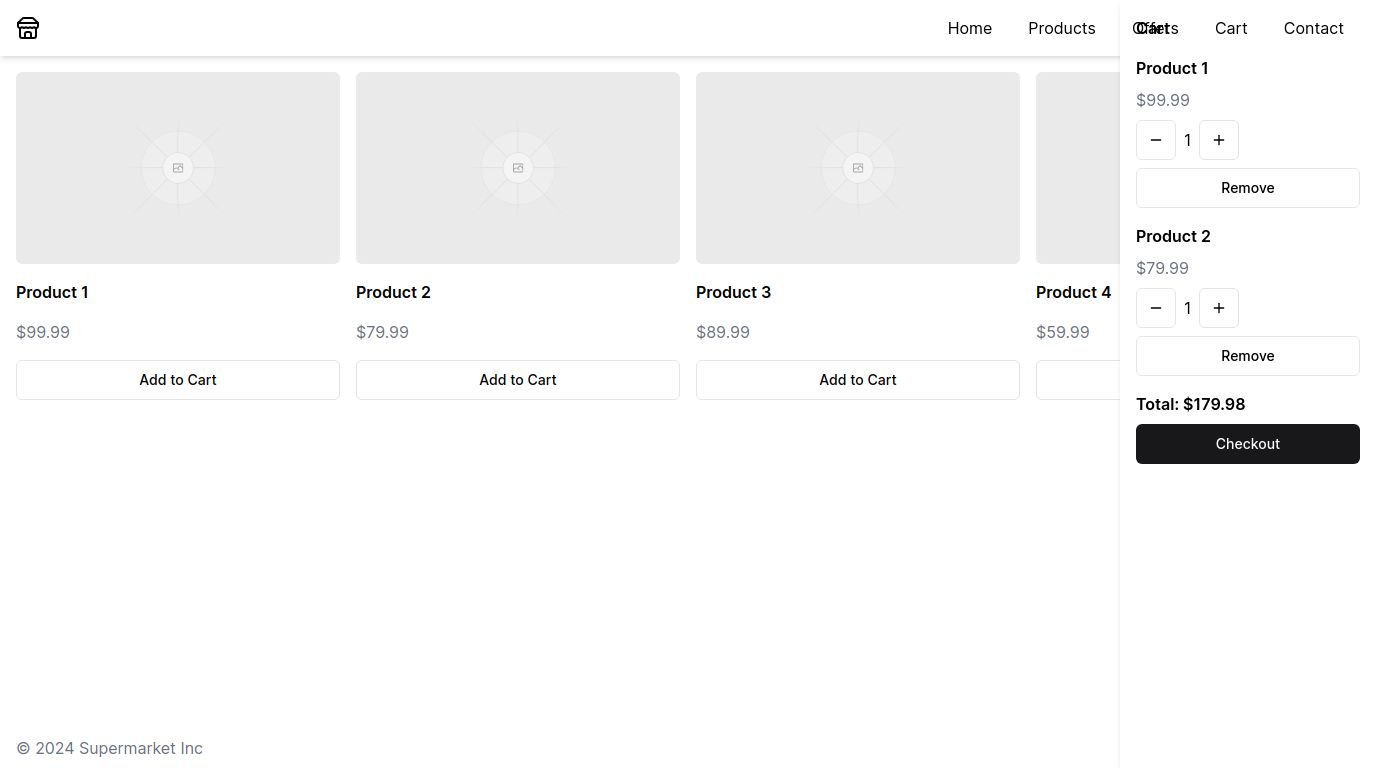 Home Products Offers Cart Contact
Cart
Product 1
$99.99
1
Remove
Product 2
$79.99
1
Remove
Total: $179.98
Checkout
Product 1
$99.99
Add to Cart
Product 2
$79.99
Add to Cart
Product 3
$89.99
Add to Cart
Product 4
$59.99
© 2024 Supermarket Inc